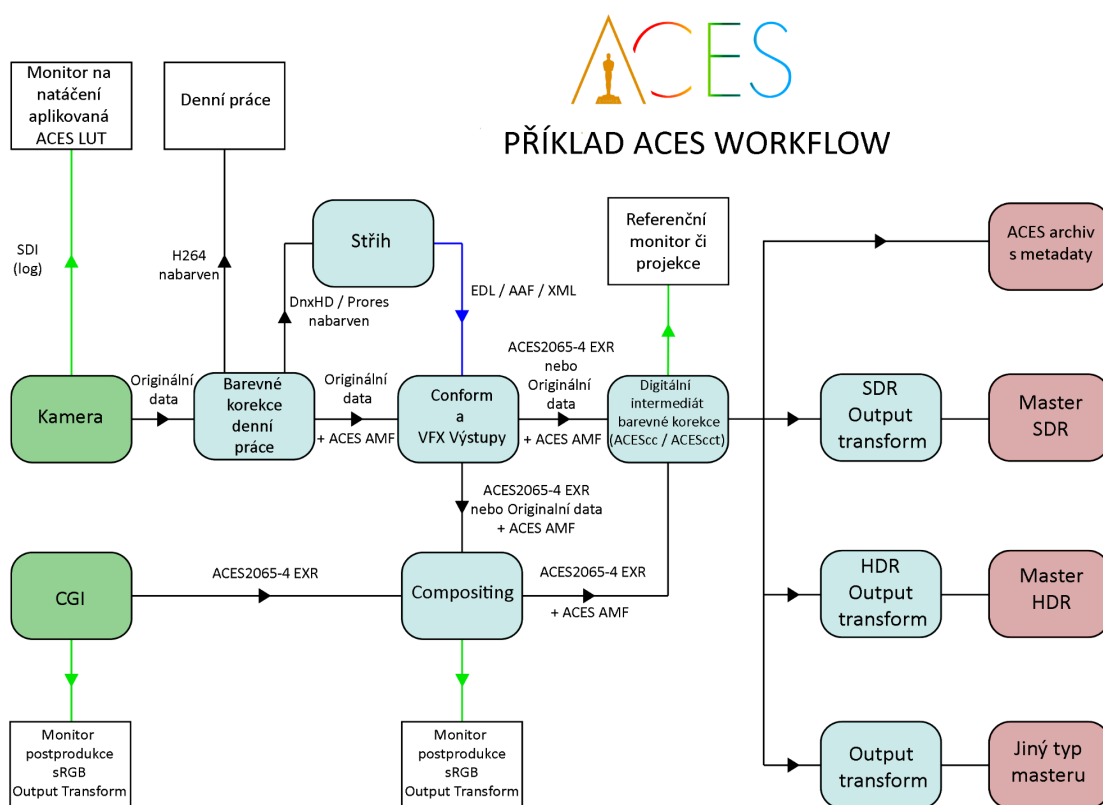 ACES
PŘÍKLAD ACES WORKFLOW
Monitor na
natáčení
aplikovaná
ACES LUT
Denní práce
SDI
(log)
H264
nabarven
Střih
DnxHD / Prores
nabarven
EDL / AAF / XML
Referenční
monitor či
projekce
ACES archiv
s metadaty
Kamera
Originální
data
Barevné
korekce
denní
práce
Originální
data
+ ACES AMF
Conform
a
VFX Výstupy
ACES2065-4 EXR
nebo
Originální
data
+ ACES AMF
Digitální
intermediát
barevné korekce
(ACEScc / ACEScct)
SDR
Output
transform
Master
SDR
ACES2065-4 EXR
nebo Originalní data
+ ACES AMF
CGI
ACES2065-4 EXR
Compositing
ACES2065-4 EXR
+ ACES AMF
HDR
Output
transform
Master
HDR
Monitor
postprodukce
sRGB
Output Transform
Monitor
postprodukce
sRGB
Output Transform
Output
transform
Jiný typ
masteru